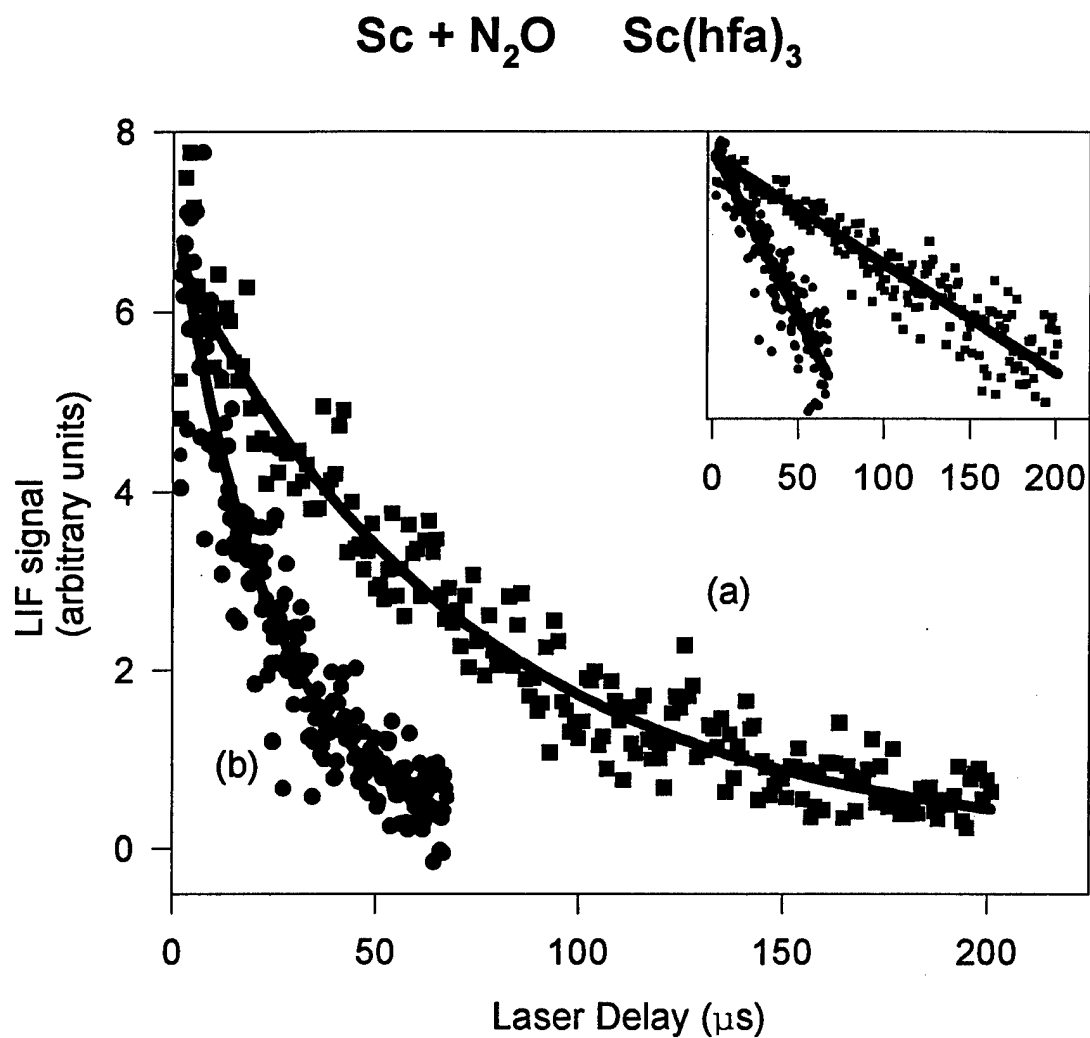 Sc + N₂O Sc(hfa)₃
8
6
4
2
0
LIF signal
(arbitrary units)
(a)
(b)
0 50 100 150 200
0 50 100 150 200
Laser Delay (μs)